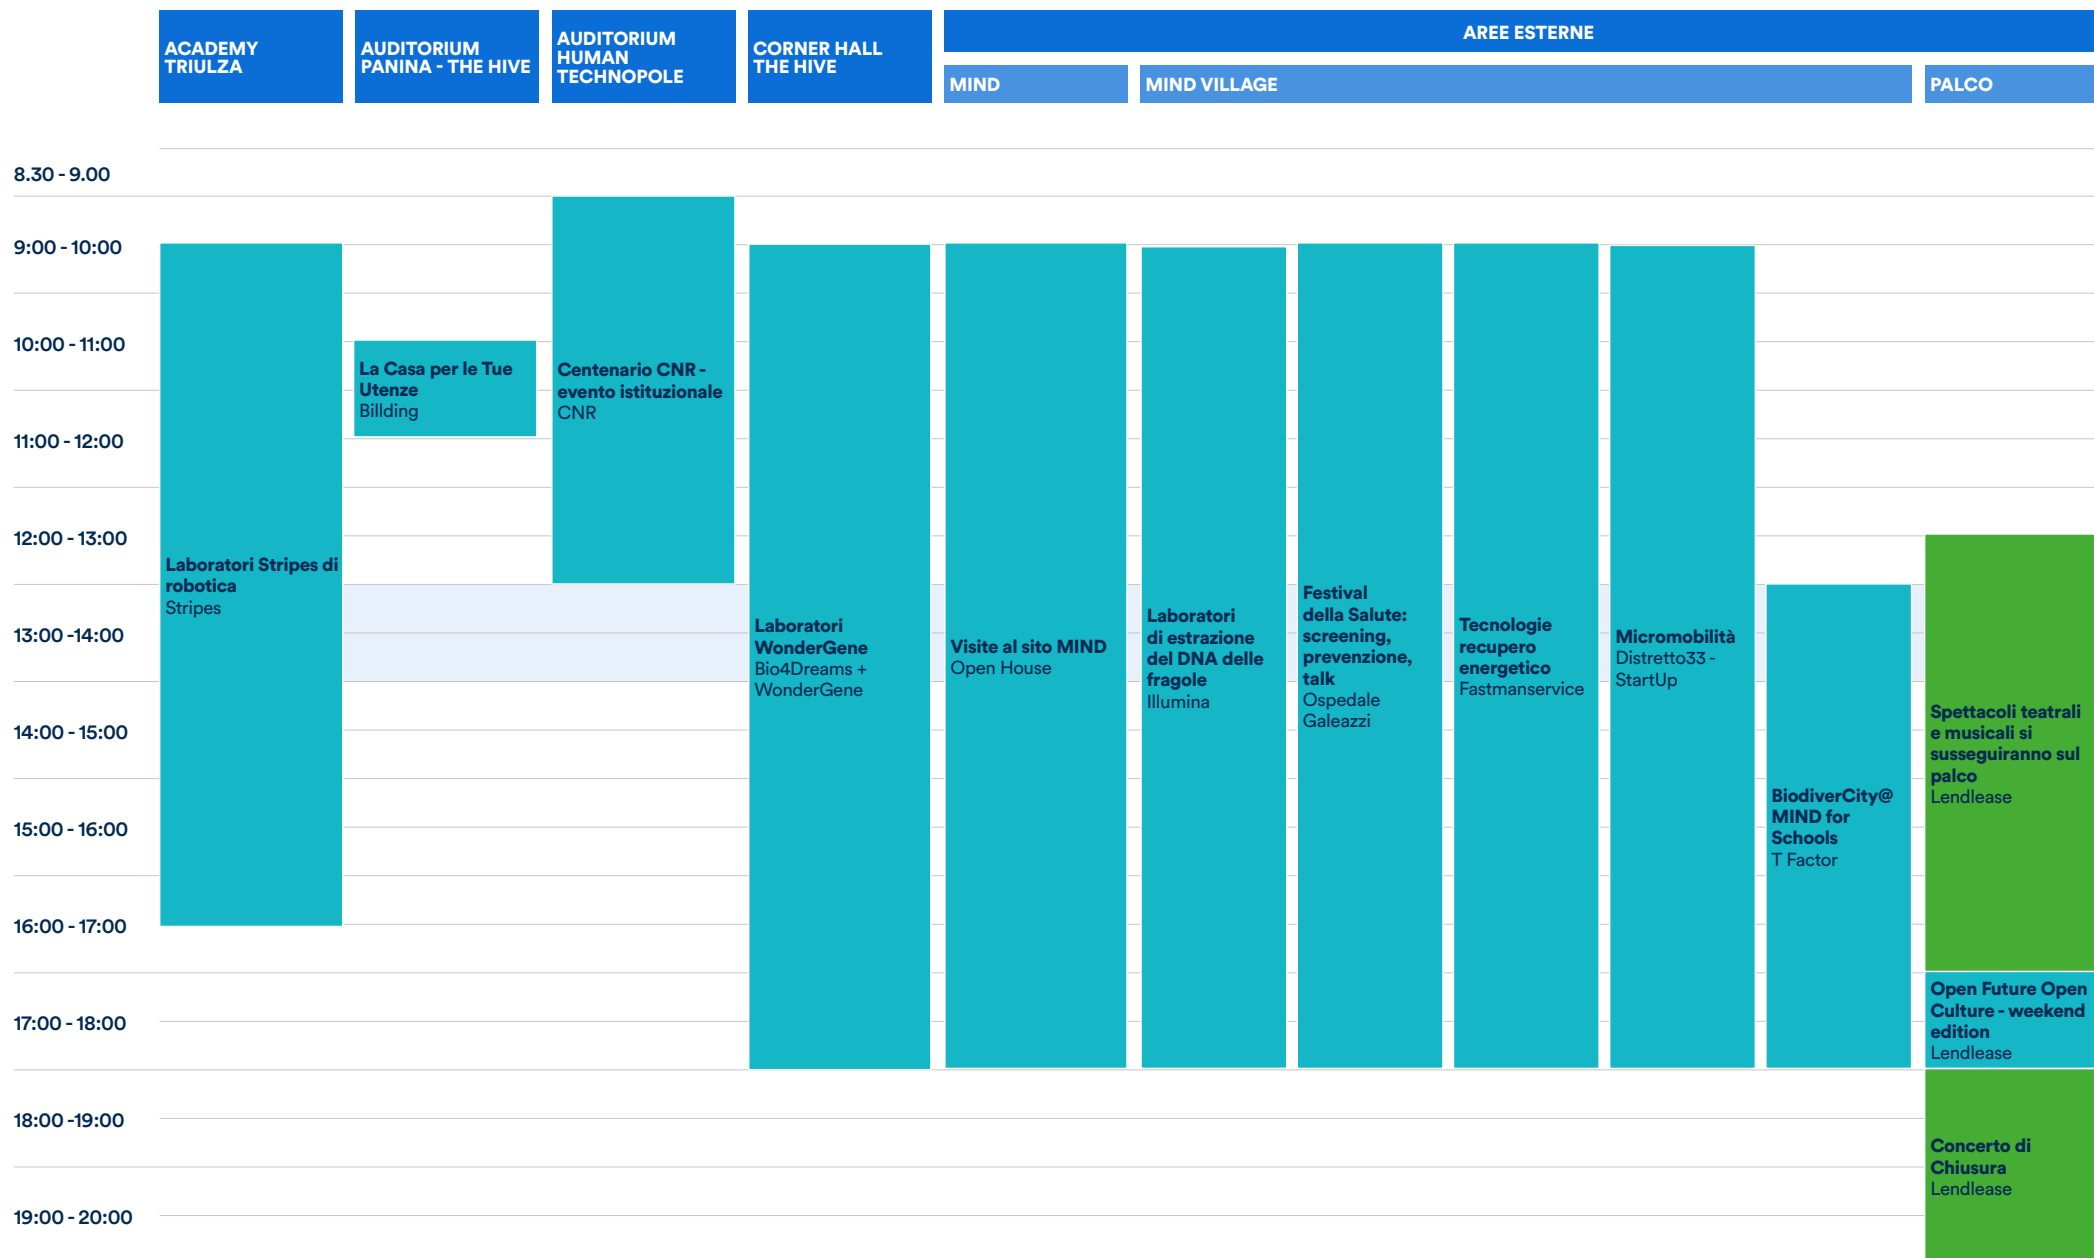 ACADEMY
TRIULZA
AUDITORIUM
PANINA - THE HIVE
AUDITORIUM
HUMAN
TECHNOPOLE
CORNER HALL
THE HIVE
AREE ESTERNE
MIND
MIND VILLAGE
PALCO
8.30 - 9.00
9:00 - 10:00
10:00 - 11:00
11:00 - 12:00
12:00 - 13:00
13:00 -14:00
14:00 - 15:00
15:00 - 16:00
16:00 - 17:00
17:00 - 18:00
18:00 -19:00
19:00 - 20:00
Laboratori Stripes di
robotica
Stripes
La Casa per le Tue
Utenze
Billding
Centenario CNR -
evento istituzionale
CNR
Laboratori
WonderGene
Bio4Dreams +
WonderGene
Visite al sito MIND
Open House
Laboratori
di estrazione
del DNA delle
fragole
Illumina
Festival
della Salute:
screening,
prevenzione,
talk
Ospedale
Galeazzi
Tecnologie
recupero
energetico
Fastmanservice
Micromobilità
Distretto33 -
StartUp
BiodiverCity@
MIND for
Schools
T Factor
Spettacoli teatrali
e musicali si
susseguiranno sul
palco
Lendlease
Open Future Open
Culture - weekend
edition
Lendlease
Concerto di
Chiusura
Lendlease